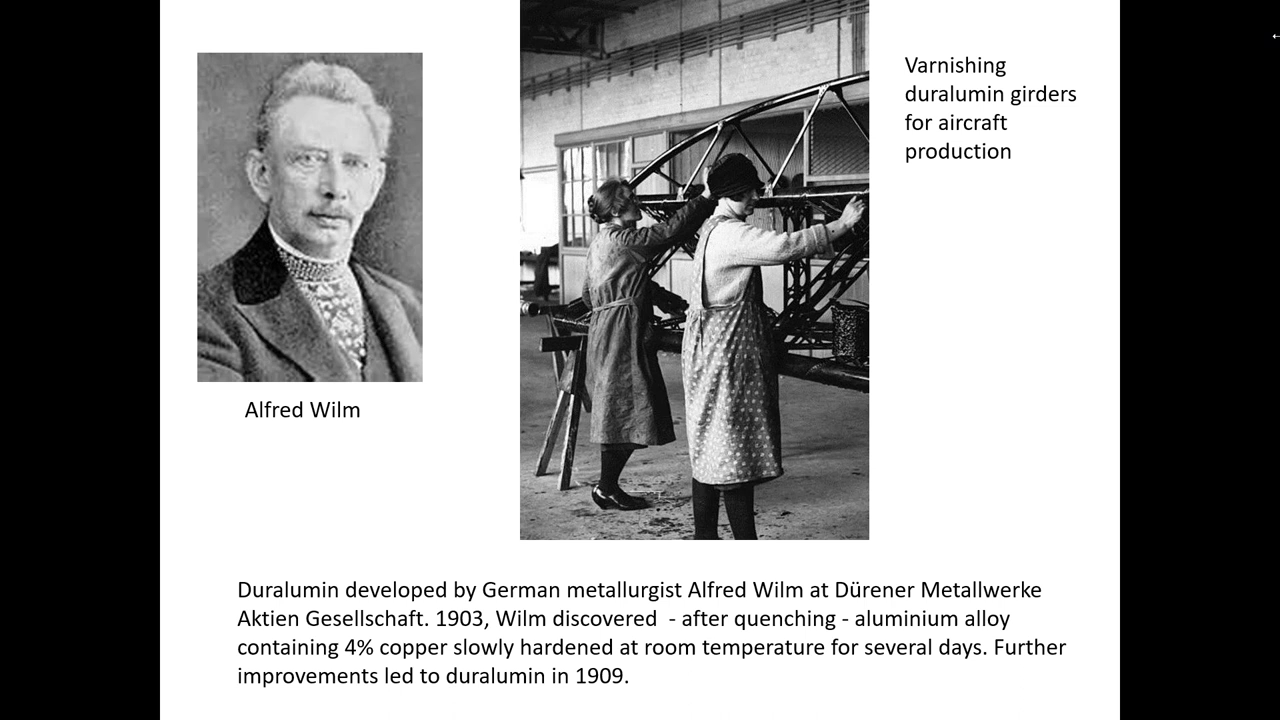 Varnishing
duralumin girders
for aircraft
production
Alfred Wilm
Duralumin developed by German metallurgist Alfred Wilm at Dürener Metallwerke
Aktien Gesellschaft. 1903, Wilm discovered  - after quenching - aluminium alloy
containing 4% copper slowly hardened at room temperature for several days. Further
improvements led to duralumin in 1909.